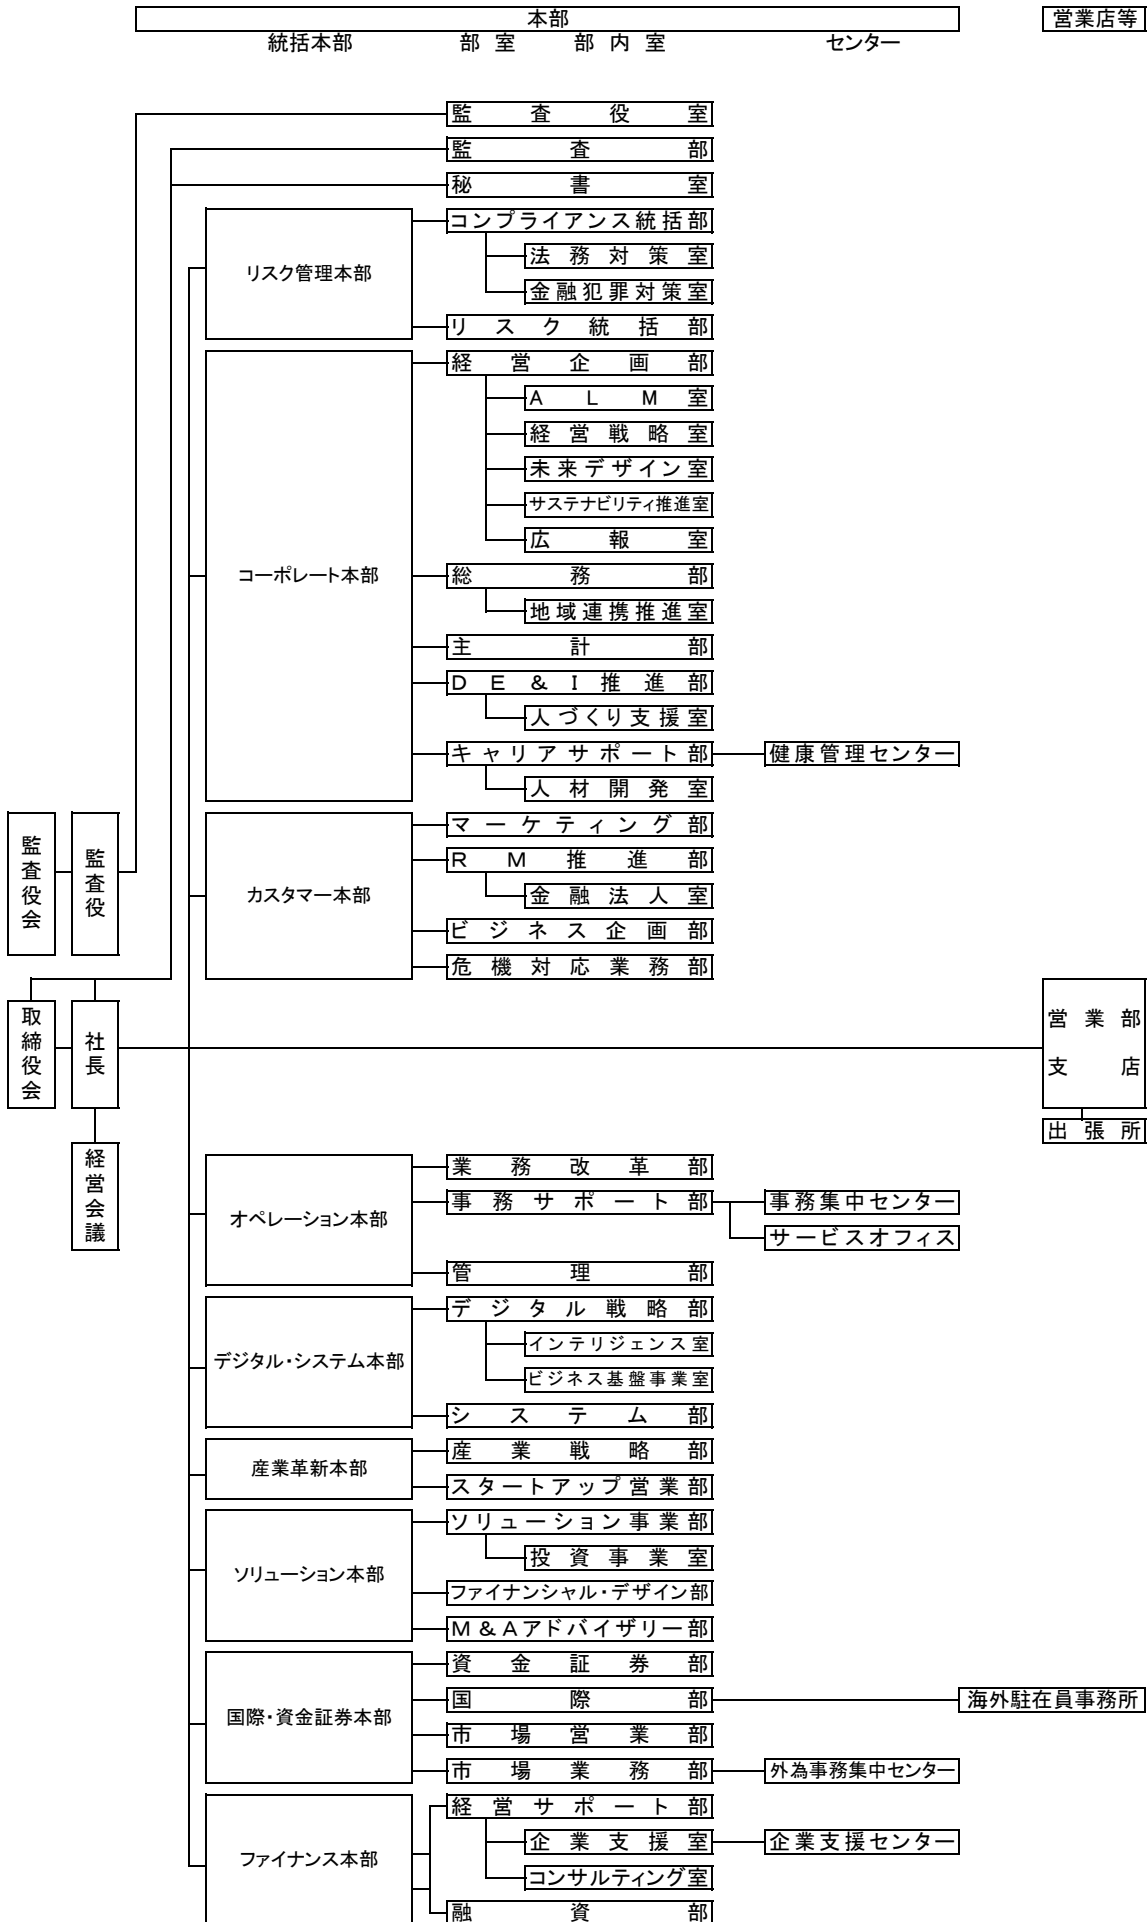 本部
営業店等
統括本部 部室 部内室 センター
監査役室
監査部
秘書室
リスク管理本部
コンプライアンス統括部
法務対策室
金融犯罪対策室
リスク統括部
コーポレート本部
経営企画部
ALM室
経営戦略室
未来デザイン室
サステナビリティ推進室
広報室
総務部
地域連携推進室
主計部
DE&I推進部
人づくり支援室
キャリアサポート部
健康管理センター
人材開発室
監査役会
監査役
カスタマー本部
マーケティング部
RM推進部
金融法人室
ビジネス企画部
危機対応業務部
取締役会
社長
営業部
支店
出張所
経営会議
オペレーション本部
業務改革部
事務サポート部
事務集中センター
サービスオフィス
管理部
デジタル・システム本部
デジタル戦略部
インテリジェンス室
ビジネス基盤事業室
システム部
産業革新本部
産業戦略部
スタートアップ営業部
ソリューション本部
ソリューション事業部
投資事業室
ファイナンシャル・デザイン部
M&Aアドバイザリー部
国際・資金証券本部
資金証券部
国際部
海外駐在員事務所
市場営業部
市場業務部
外為事務集中センター
ファイナンス本部
経営サポート部
企業支援室
企業支援センター
コンサルティング室
融資部